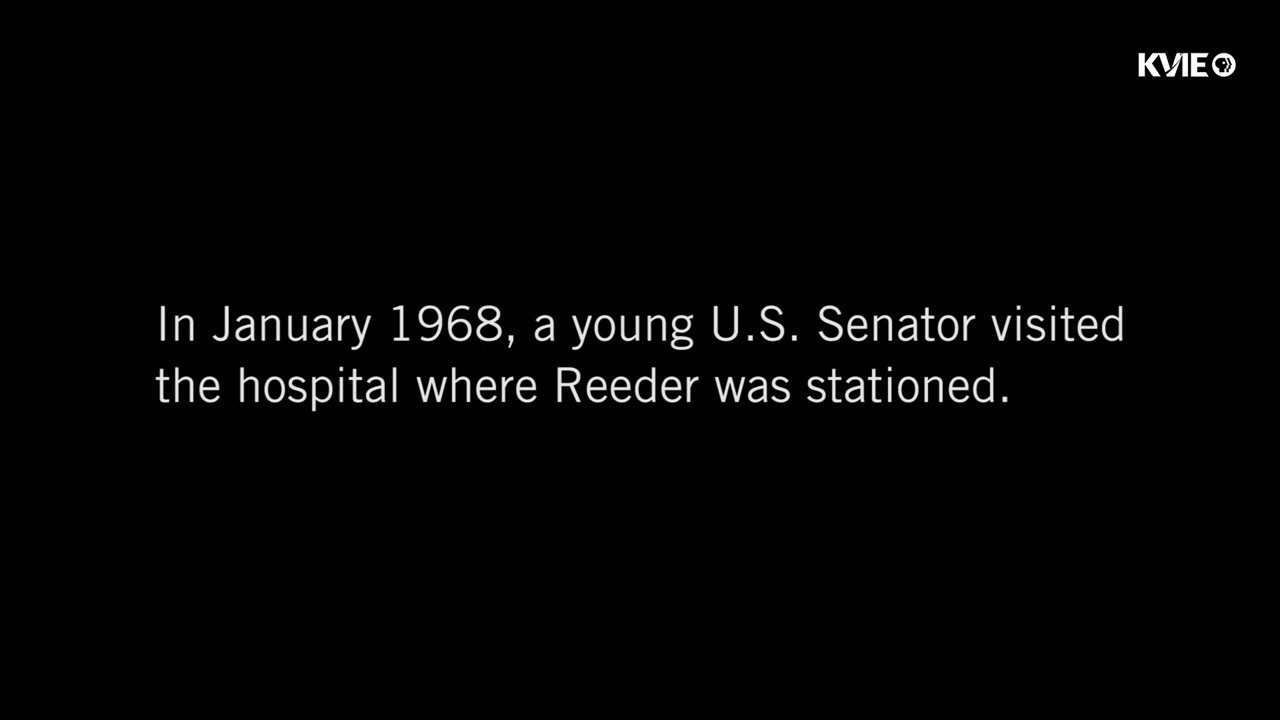 KVIE
In January 1968, a young U.S. Senator visited
the hospital where Reeder was stationed.